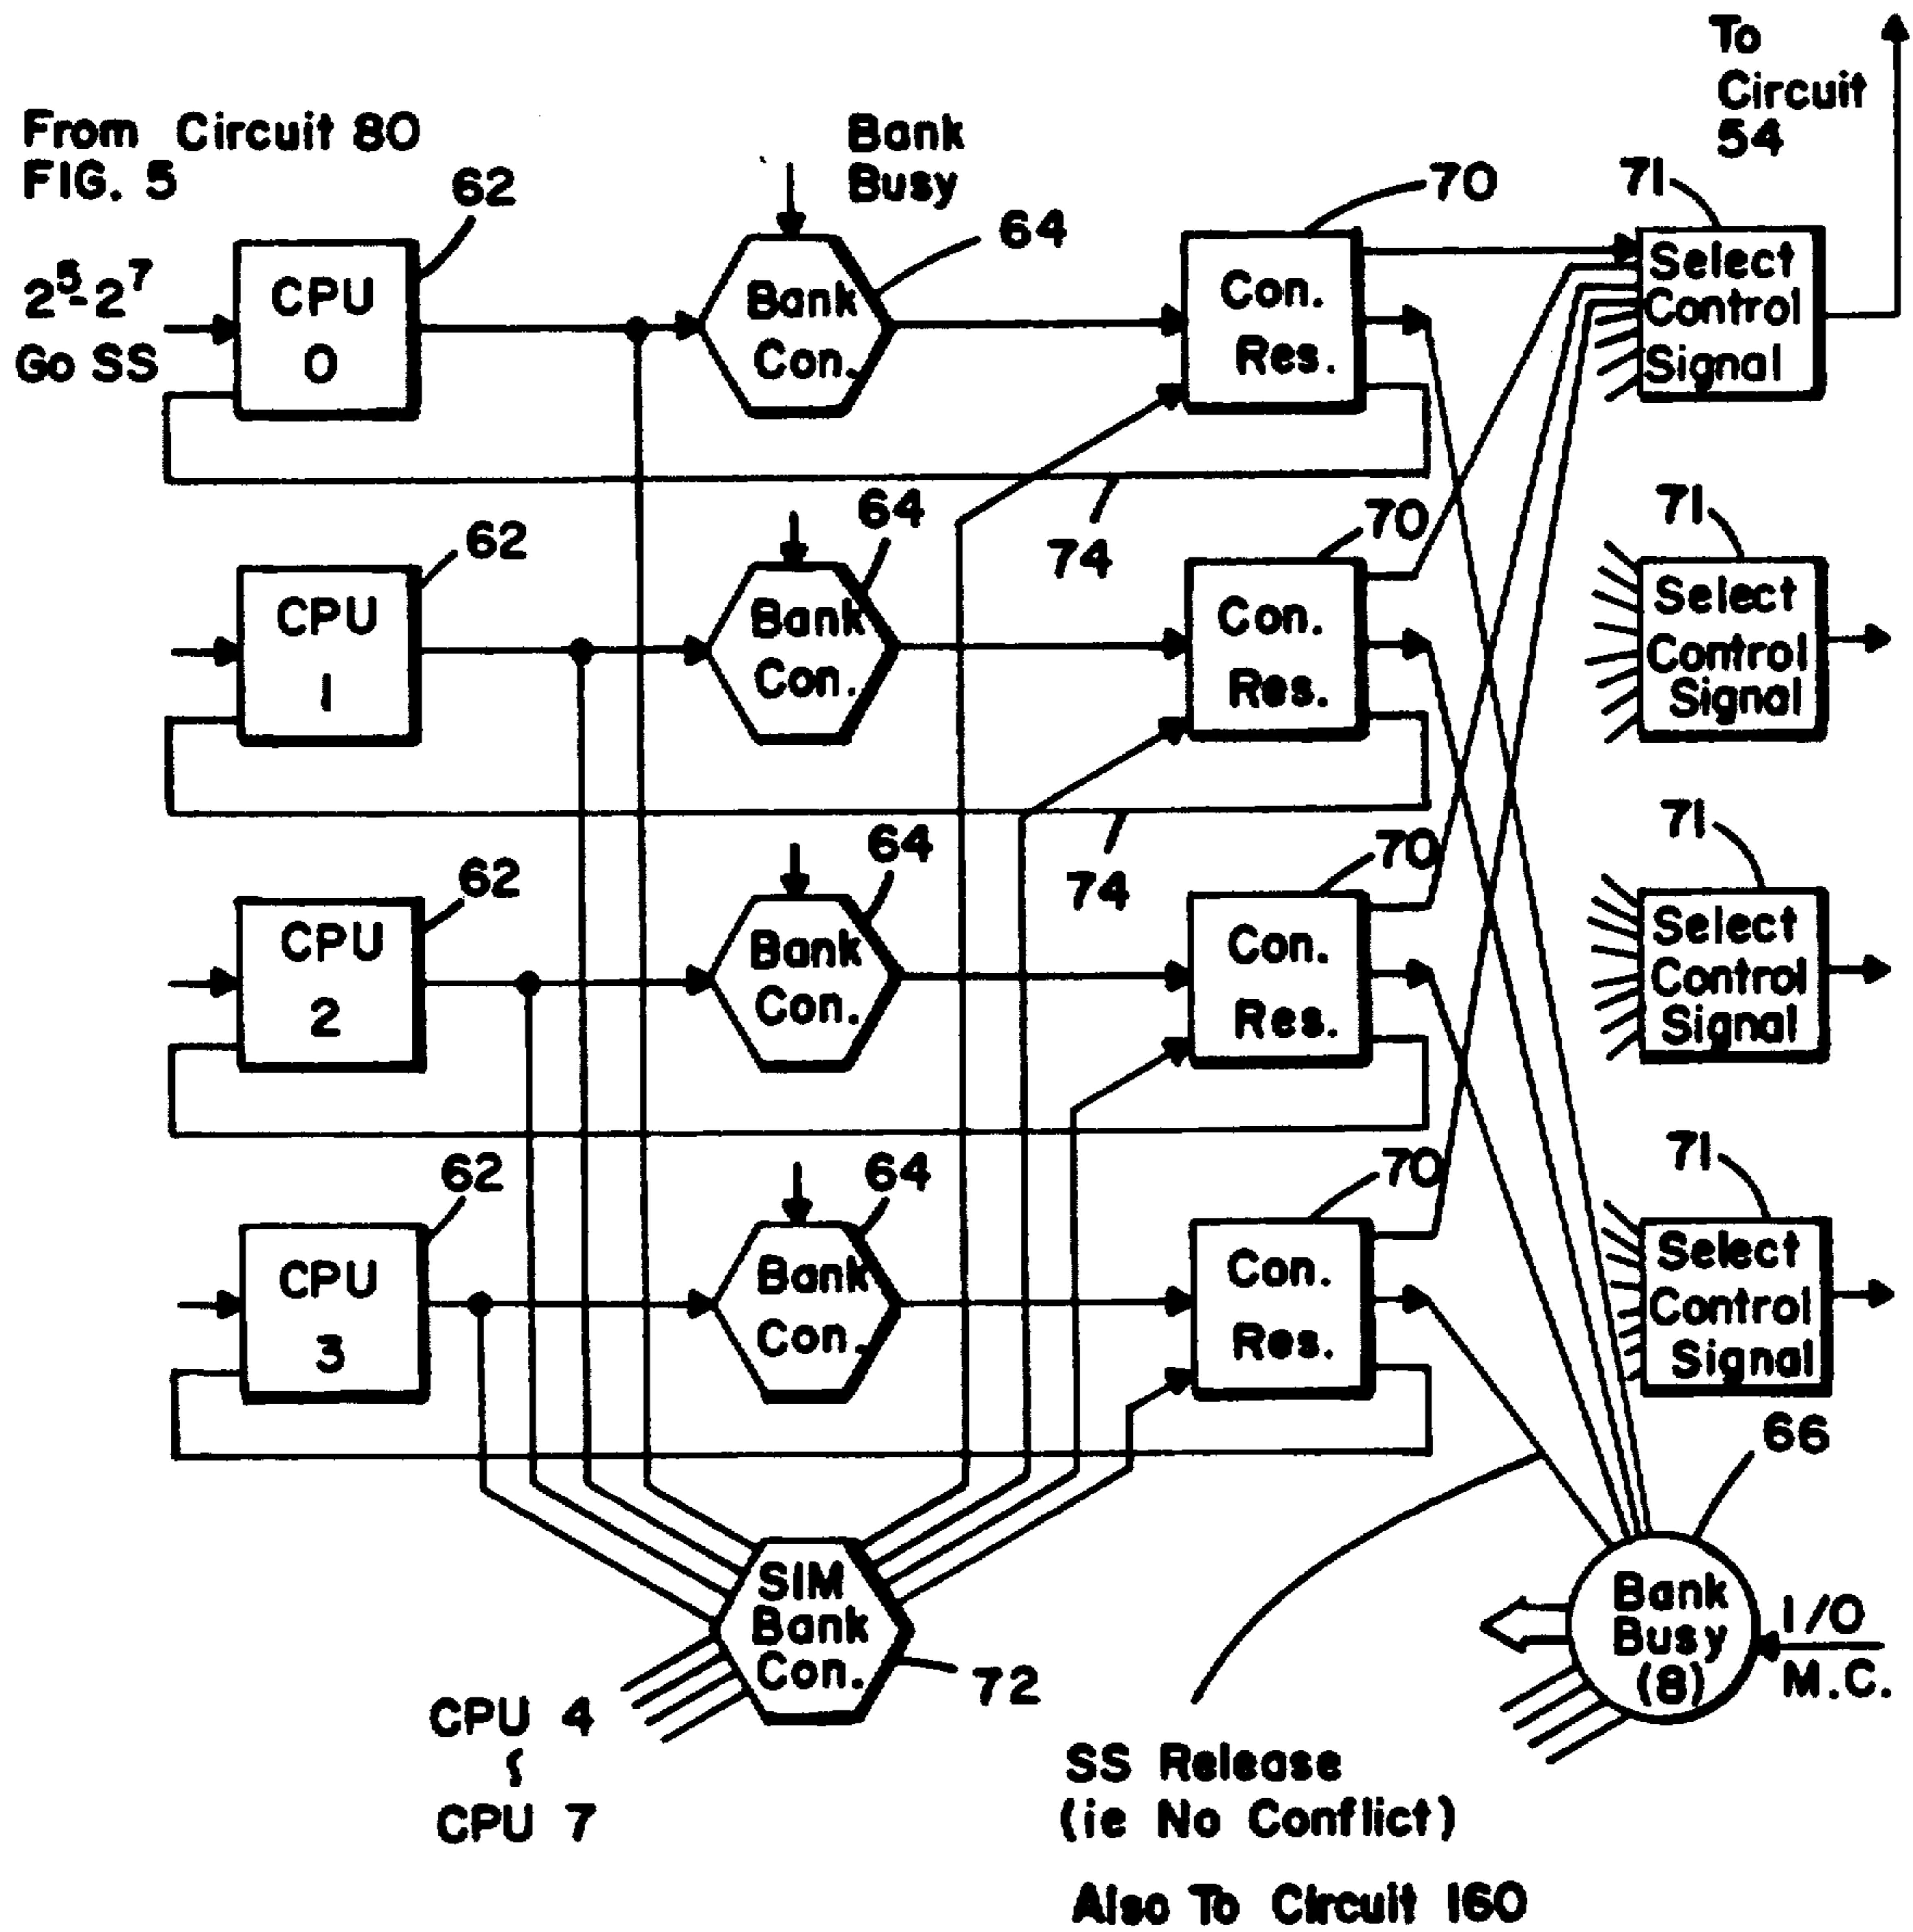 To
Circuit
54
From Circuit 80
FIG. 5
Bank
Busy
62
64
70
71
2⁵-2⁷
Go SS
CPU
0
Bank
Con.
Con.
Res.
Select
Control
Signal
74
62
64
70
71
CPU
1
Bank
Con.
Con.
Res.
Select
Control
Signal
74
62
64
70
71
CPU
2
Bank
Con.
Con.
Res.
Select
Control
Signal
62
64
70
71
CPU
3
Bank
Con.
Con.
Res.
Select
Control
Signal
66
SIM
Bank
Con.
72
Bank
Busy
(8)
I/O
M.C.
CPU 4
CPU 7
SS Release
(ie No Conflict)
Also To Circuit 160